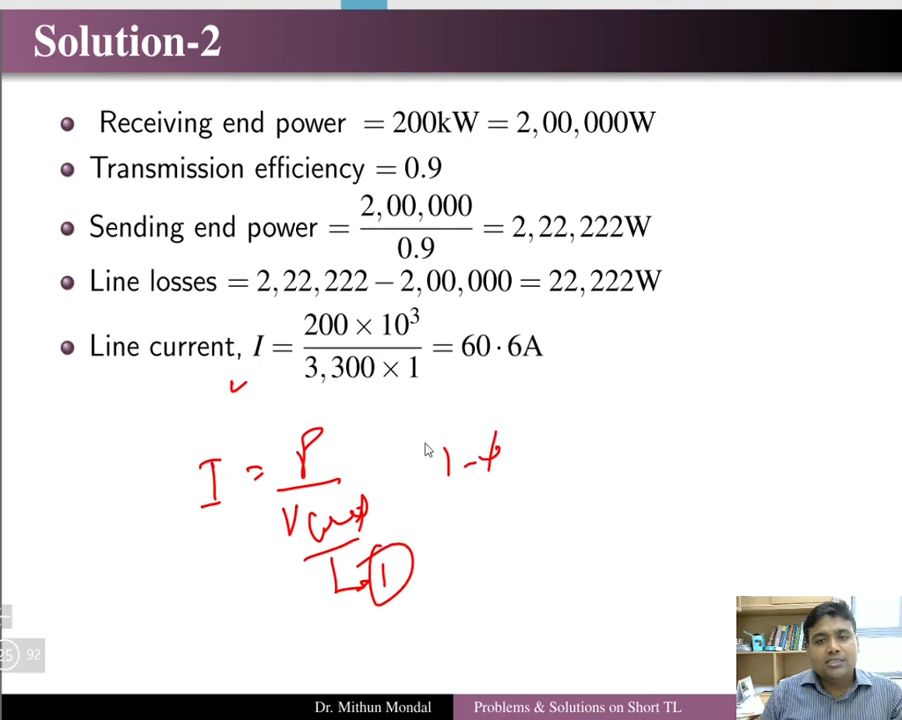 Solution-2
Receiving end power = 200kW = 2,00,000W
Transmission efficiency = 0.9
Sending end power = 2,00,000 / 0.9 = 2,22,222W
Line losses = 2,22,222 − 2,00,000 = 22,222W
Line current, I = 200 × 10³ / 3,300 × 1 = 60·6A
I = P / V cosϕ
1-ϕ
1
25 92
Dr. Mithun Mondal Problems & Solutions on Short TL